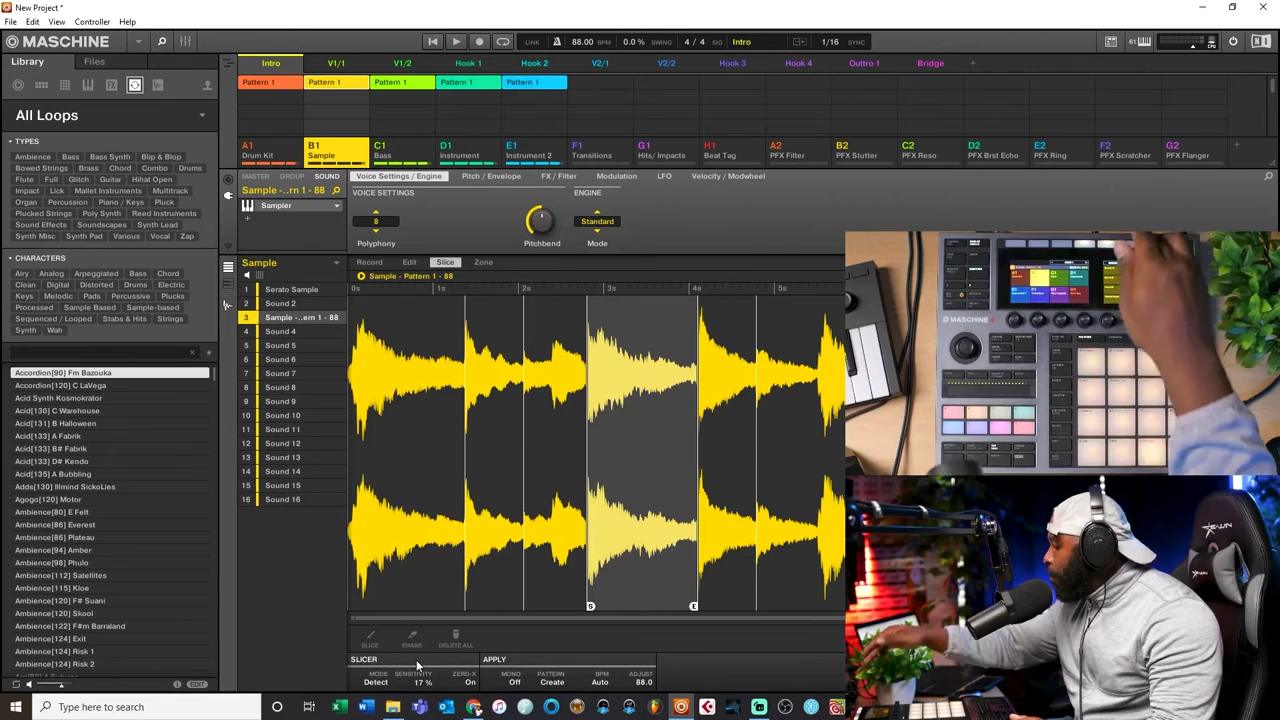 New Project *
File Edit View Controller Help
MASCHINE LINK 88.00 BPM 0.0 % SWING 4 / 4 SIG Intro 1/16 SYNC
Library Files
Intro V1/1 V1/2 Hook 1 Hook 2 V2/1 V2/2 Hook 3 Hook 4 Outtro 1 Bridge
Pattern 1 Pattern 1 Pattern 1 Pattern 1 Pattern 1
A1 B1 C1 D1 E1 F1 G1 H1 A2 B2 C2 D2 E2 F2 G2
Drum Kit Sample Bass Instrument Instrument 2 Transitions Hits/ Impacts Beat Tag PFX Filter PFX Stutter PFX Reso PFX Brst Echo PFX Ring PFX Scratcher PFX Flanger
All Loops
TYPES
Ambience Bass Bass Synth Blip & Blop
Bowed Strings Brass Chord Combo Drums
Flute Full Glitch Guitar Hihat Open
Impact Lick Mallet Instruments Multitrack
Organ Percussion Piano / Keys Pluck
Plucked Strings Poly Synth Reed Instruments
Sound Effects Soundscapes Synth Lead
Synth Misc Synth Pad Various Vocal Zap
CHARACTERS
Airy Analog Arpeggiated Bass Chord
Clean Digital Distorted Drums Electric
Keys Melodic Pads Percussive Plucks
Processed Sample Based Sample-based
Sequenced / Looped Stabs & Hits Strings
Synth Wah
Accordion[90] Fm Bazouka
Accordion[120] C LaVega
Acid Synth Kosmokrator
Acid[130] C Warehouse
Acid[131] B Halloween
Acid[133] A Fabrik
Acid[133] B# Fabrik
Acid[133] D# Kendo
Acid[135] A Bubbling
Adds[130] Illmind SickoLies
Agogo[120] Motor
Ambience[80] E Felt
Ambience[86] Everest
Ambience[86] Plateau
Ambience[94] Amber
Ambience[98] Phulo
Ambience[112] Satellites
Ambience[115] Kloe
Ambience[120] F# Suani
Ambience[120] Skool
Ambience[122] F#m Barraland
Ambience[124] Exit
Ambience[124] Risk 1
Ambience[124] Risk 2
EDIT
MASTER GROUP SOUND
Sample -..ern 1 - 88
Sampler
Voice Settings / Engine Pitch / Envelope FX / Filter Modulation LFO Velocity / Modwheel
VOICE SETTINGS ENGINE
8 Standard
Polyphony Pitchbend Mode
Sample
1 Serato Sample
2 Sound 2
3 Sample -..ern 1 - 88
4 Sound 4
5 Sound 5
6 Sound 6
7 Sound 7
8 Sound 8
9 Sound 9
10 Sound 10
11 Sound 11
12 Sound 12
13 Sound 13
14 Sound 14
15 Sound 15
16 Sound 16
Record Edit Slice Zone
Sample - Pattern 1 - 88
0s 1s 2s 3s 4s 5s
S E
SLICE ERASE DELETE ALL
SLICER APPLY
MODE SENSITIVITY ZERO-X MONO PATTERN BPM ADJUST
Detect 17 % On Off Create Auto 88.0
MASCHINE
Type here to search